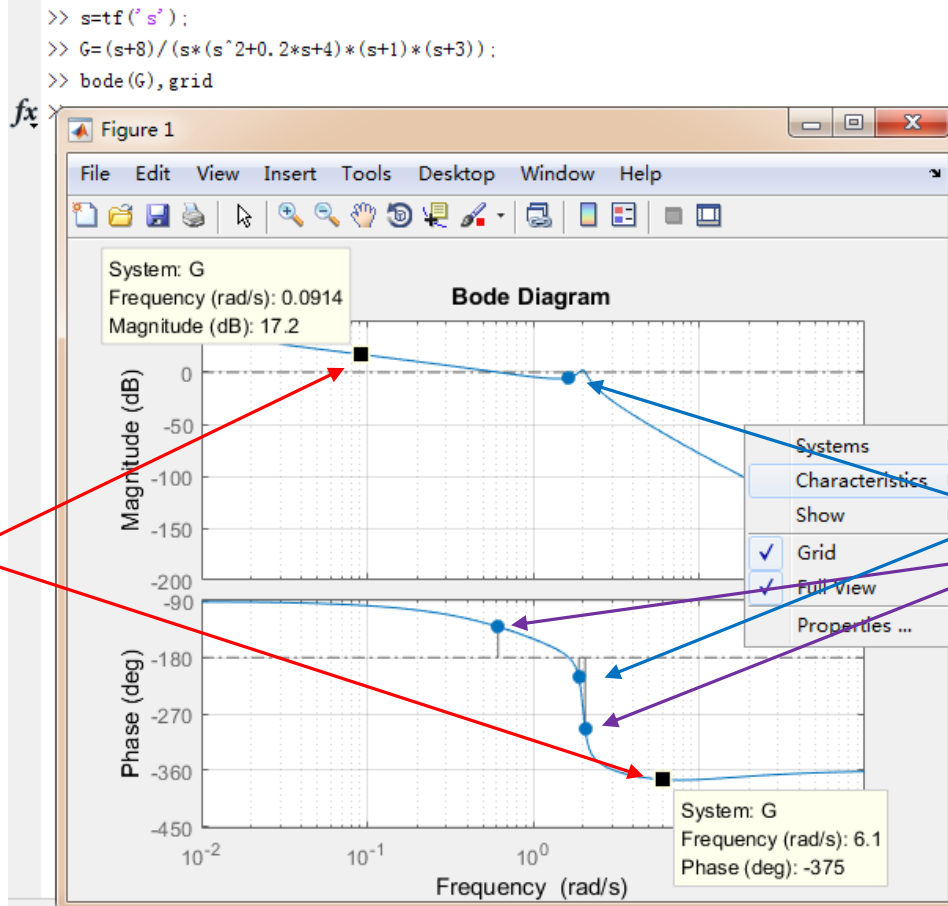 >> s=tf('s');
>> G=(s+8)/(s*(s^2+0.2*s+4)*(s+1)*(s+3));
>> bode(G),grid
fx >
Figure 1
File Edit View Insert Tools Desktop Window Help
System: G
Frequency (rad/s): 0.0914
Magnitude (dB): 17.2
Bode Diagram
0
-50
-100
-150
-200
Magnitude (dB)
Systems
Characteristics
Show
Grid
Full View
Properties ...
-90
-180
-270
-360
-450
Phase (deg)
System: G
Frequency (rad/s): 6.1
Phase (deg): -375
10^-2 10^-1 10^0
Frequency (rad/s)